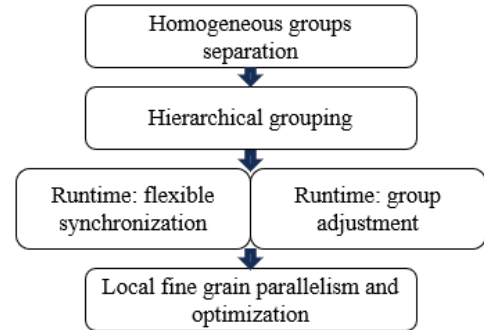 Homogeneous groups
separation
Hierarchical grouping
Runtime: flexible
synchronization
Runtime: group
adjustment
Local fine grain parallelism and
optimization